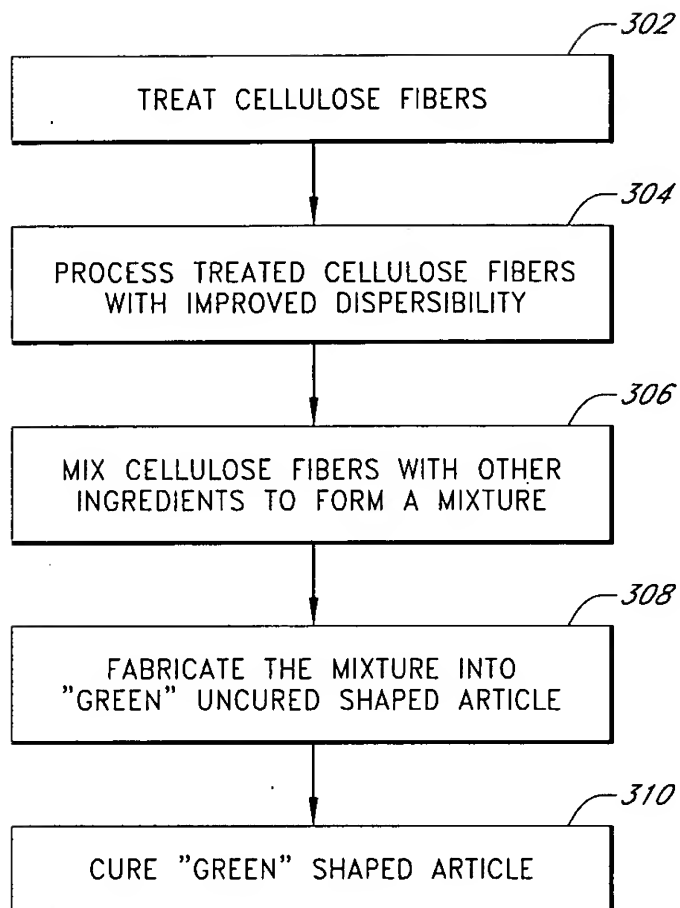 302
TREAT CELLULOSE FIBERS
304
PROCESS TREATED CELLULOSE FIBERS
WITH IMPROVED DISPERSIBILITY
306
MIX CELLULOSE FIBERS WITH OTHER
INGREDIENTS TO FORM A MIXTURE
308
FABRICATE THE MIXTURE INTO
"GREEN" UNCURED SHAPED ARTICLE
310
CURE "GREEN" SHAPED ARTICLE